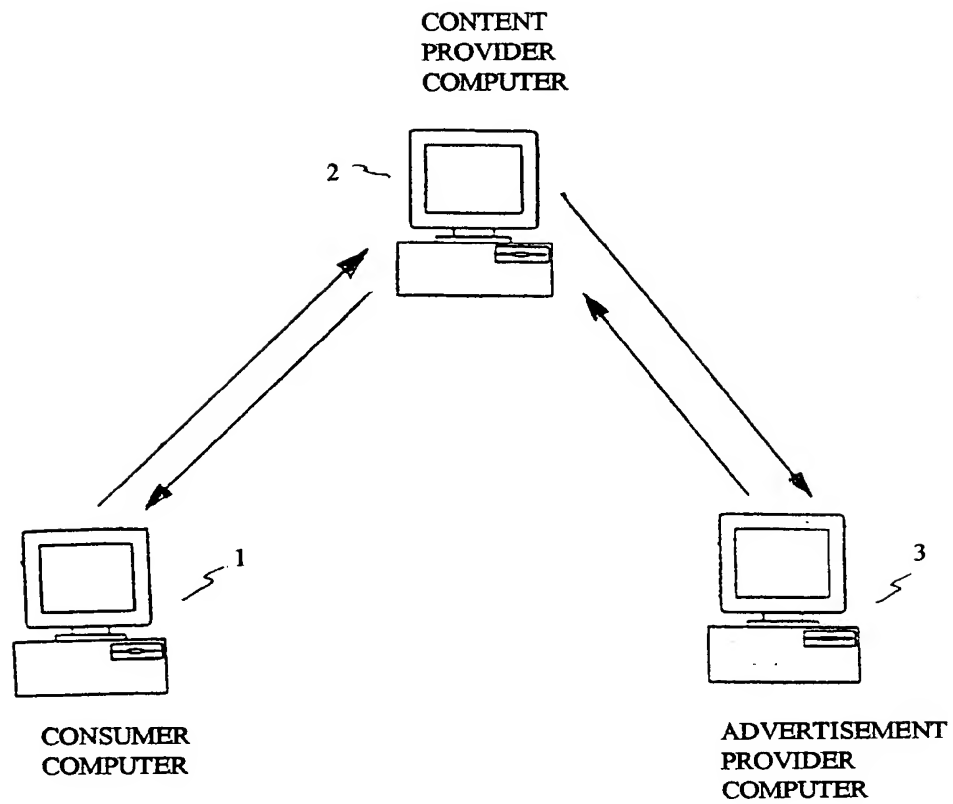 CONTENT
PROVIDER
COMPUTER
2
1
3
CONSUMER
COMPUTER
ADVERTISEMENT
PROVIDER
COMPUTER